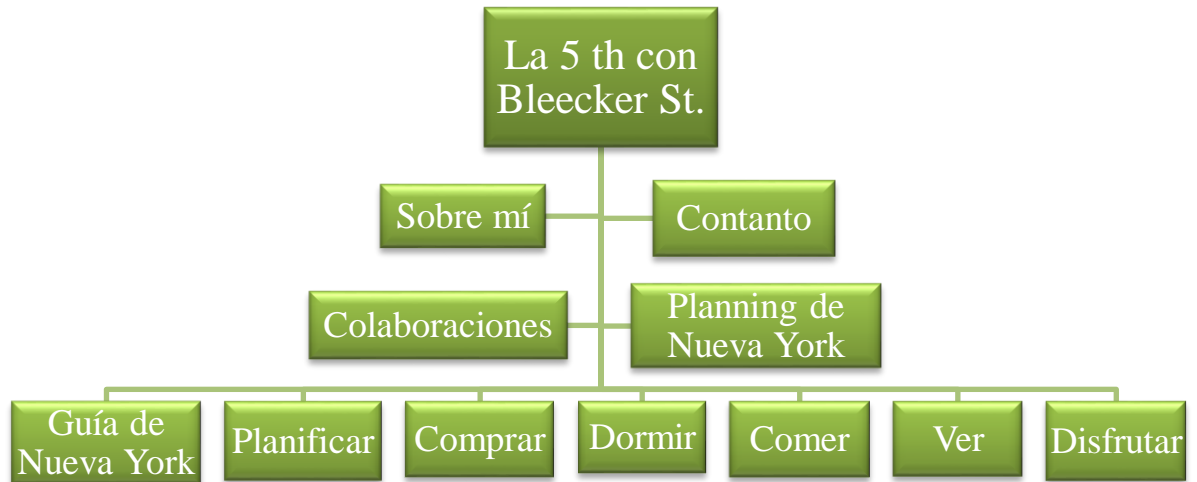 La 5 th con
Bleecker St.
Sobre mí
Contanto
Colaboraciones
Planning de
Nueva York
Guía de
Nueva York
Planificar
Comprar
Dormir
Comer
Ver
Disfrutar